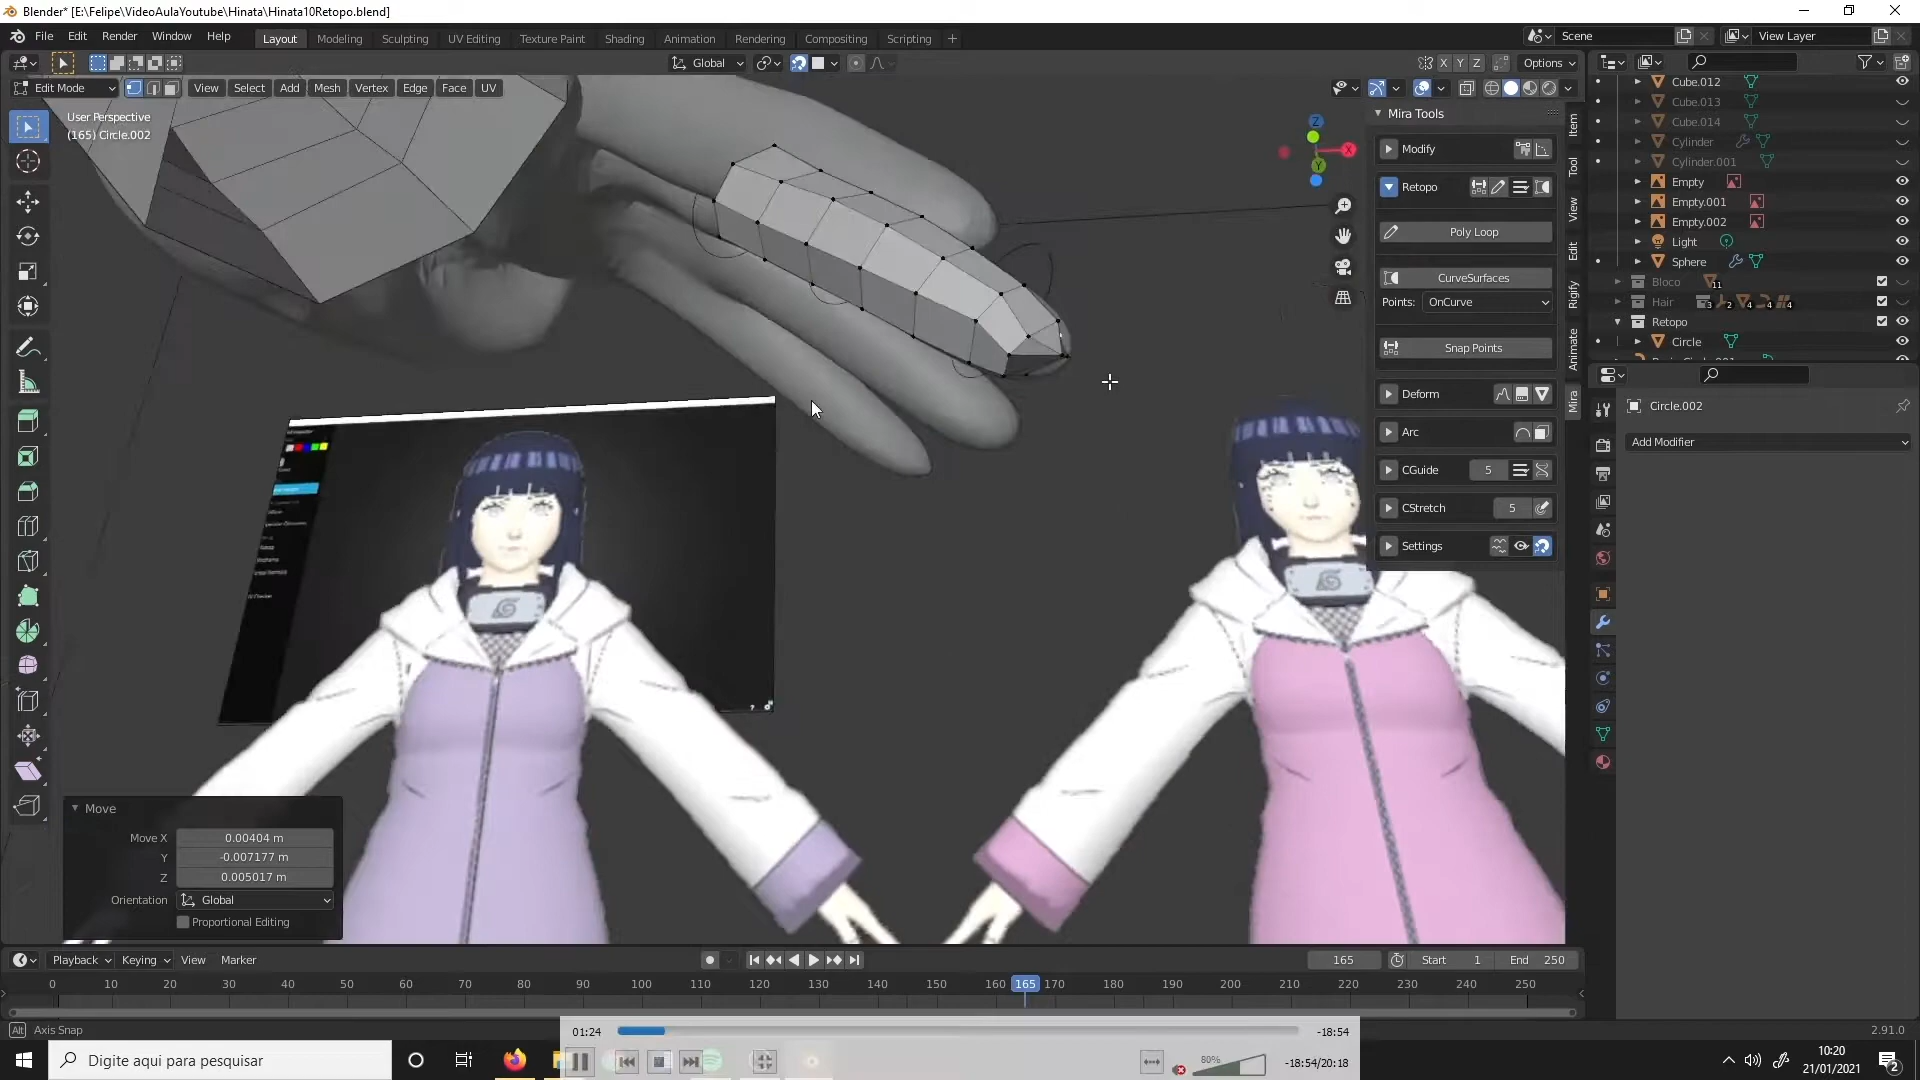 Blender* [E:\Felipe\VideoAulaYoutube\Hinata\Hinata10Retopo.blend]
File Edit Render Window Help
Layout Modeling Sculpting UV Editing Texture Paint Shading Animation Rendering Compositing Scripting +
Scene
View Layer
Global
X Y Z
Options
Edit Mode
View Select Add Mesh Vertex Edge Face UV
User Perspective
(165) Circle.002
Z
X
Y
Mira Tools
Modify
Retopo
Poly Loop
CurveSurfaces
Points: OnCurve
Snap Points
Deform
Arc
CGuide 5
CStretch 5
Settings
Item
Tool
View
Edit
Rigify
Animate
Mira
Cube.012
Cube.013
Cube.014
Cylinder
Cylinder.001
Empty
Empty.001
Empty.002
Light
Sphere
Bloco 11
Hair 3 2 4 4 4
Retopo
Circle
Circle.002
Add Modifier
Move
Move X 0.00404 m
Y -0.007177 m
Z 0.005017 m
Orientation Global
Proportional Editing
Playback Keying View Marker
165
Start 1
End 250
0 10 20 30 40 50 60 70 80 90 100 110 120 130 140 150 160 165 170 180 190 200 210 220 230 240 250
Alt Axis Snap
2.91.0
01:24
-18:54
80%
-18:54/20:18
Digite aqui para pesquisar
10:20
21/01/2021
2